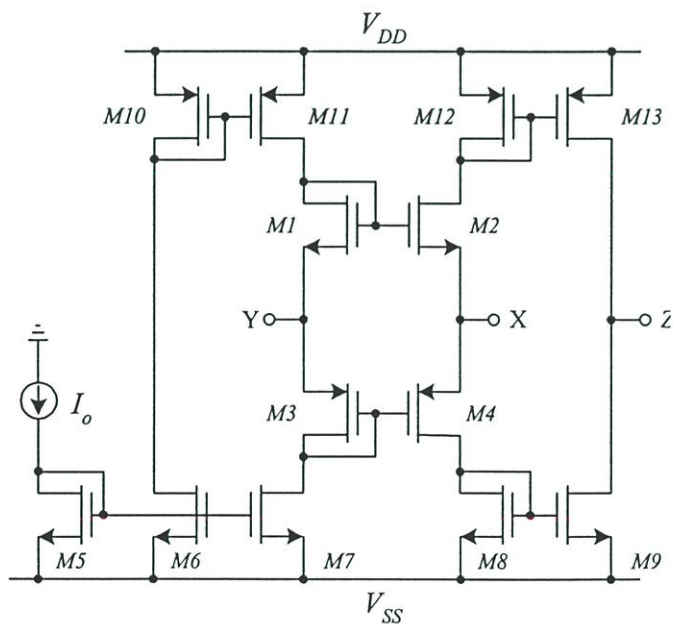 V_DD
M10 M11 M12 M13
M1 M2
Y X Z
I_o
M3 M4
M5 M6 M7 M8 M9
V_SS